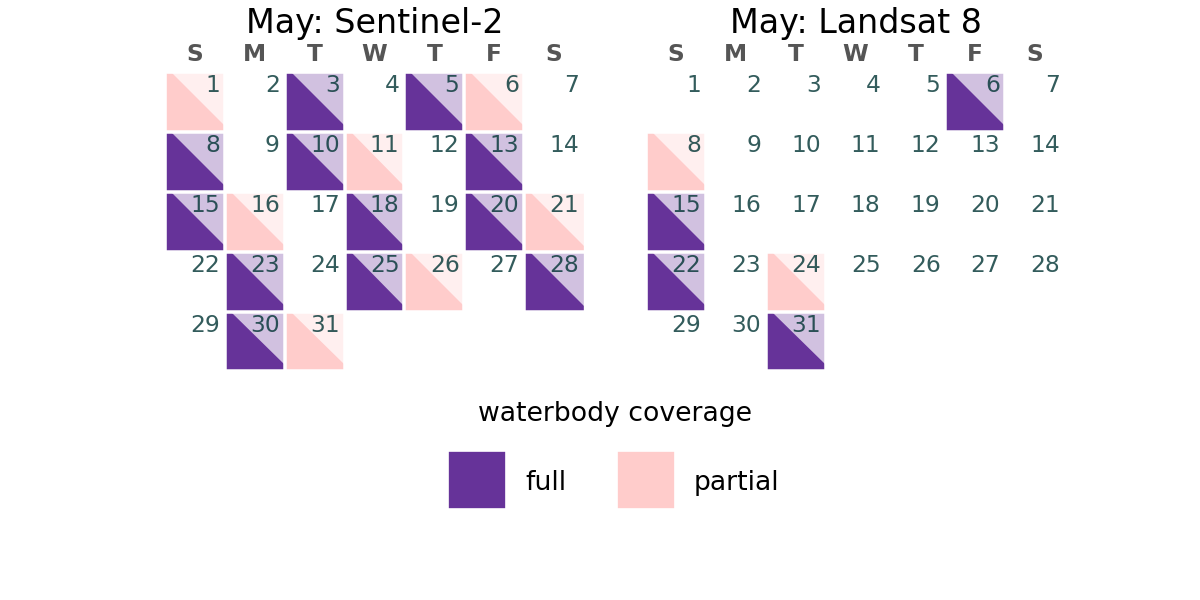 May: Sentinel-2
S M T W T F S
1 2 3 4 5 6 7
8 9 10 11 12 13 14
15 16 17 18 19 20 21
22 23 24 25 26 27 28
29 30 31
May: Landsat 8
S M T W T F S
1 2 3 4 5 6 7
8 9 10 11 12 13 14
15 16 17 18 19 20 21
22 23 24 25 26 27 28
29 30 31
waterbody coverage
full
partial